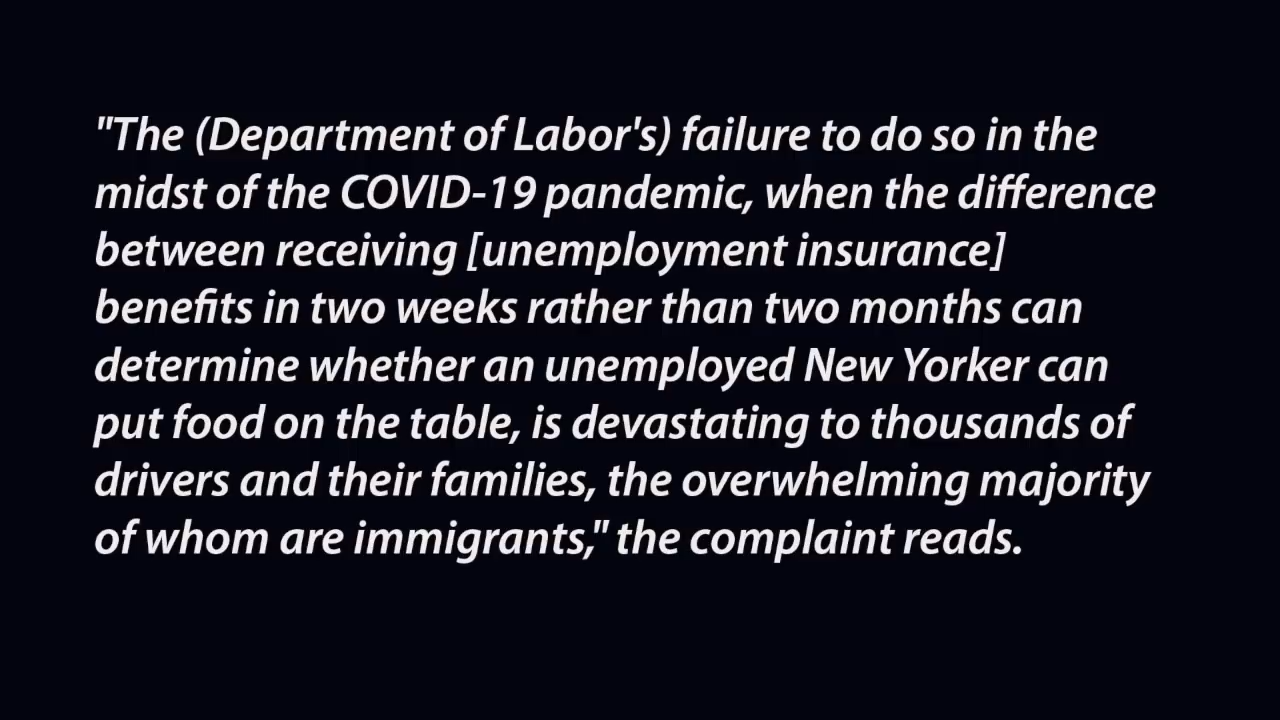 "The (Department of Labor's) failure to do so in the
midst of the COVID-19 pandemic, when the difference
between receiving [unemployment insurance]
benefits in two weeks rather than two months can
determine whether an unemployed New Yorker can
put food on the table, is devastating to thousands of
drivers and their families, the overwhelming majority
of whom are immigrants," the complaint reads.